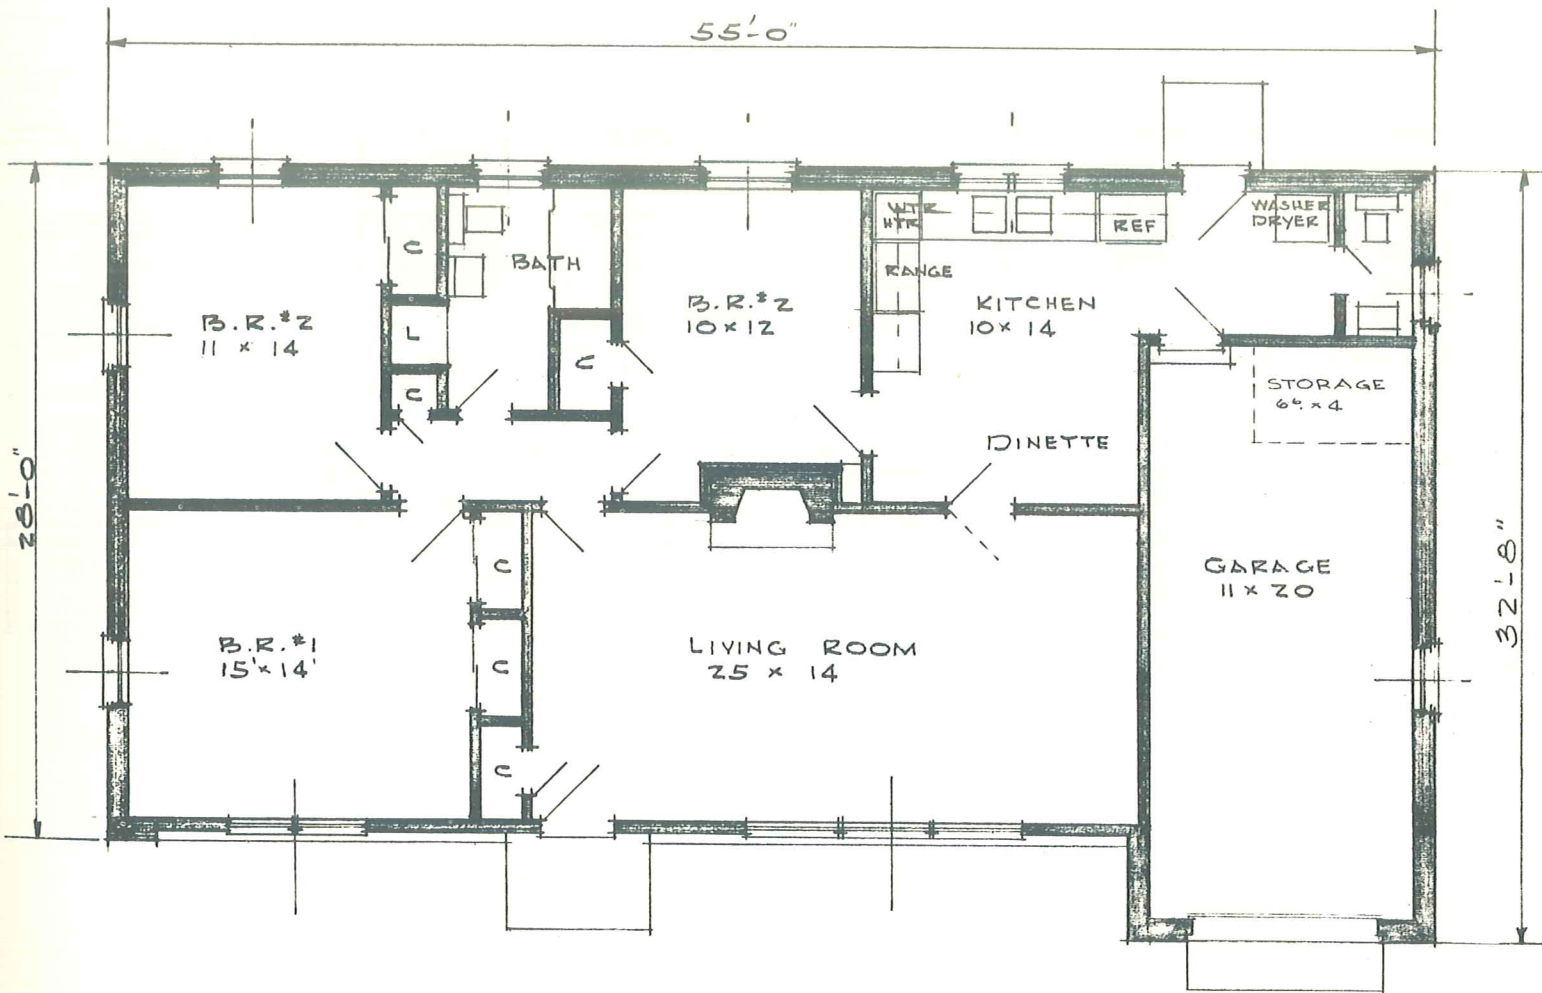 55'-0"
WTR
HTR
REF
WASHER
DRYER
RANGE
C
BATH
B.R.#2
11 x 14
L
C
C
B.R.#2
10 x 12
KITCHEN
10 x 14
DINETTE
STORAGE
6⁶ x 4
28'-0"
C
B.R.#1
15' x 14'
C
C
LIVING ROOM
25 x 14
GARAGE
11 x 20
32'-8"